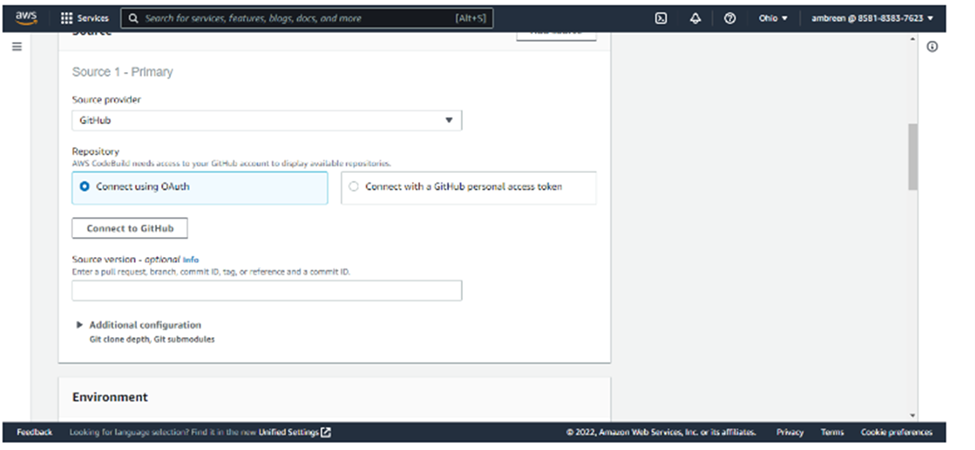 aws
Services
Search for services, features, blogs, docs, and more
[Alt+S]
Ohio
ambreen @ 8581-8383-7623
Source
Add source
Source 1 - Primary
Source provider
GitHub
Repository
AWS CodeBuild needs access to your GitHub account to display available repositories.
Connect using OAuth
Connect with a GitHub personal access token
Connect to GitHub
Source version - optional Info
Enter a pull request, branch, commit ID, tag, or reference and a commit ID.
Additional configuration
Git clone depth, Git submodules
Environment
Feedback
Looking for language selection? Find it in the new Unified Settings
© 2022, Amazon Web Services, Inc. or its affiliates.
Privacy
Terms
Cookie preferences